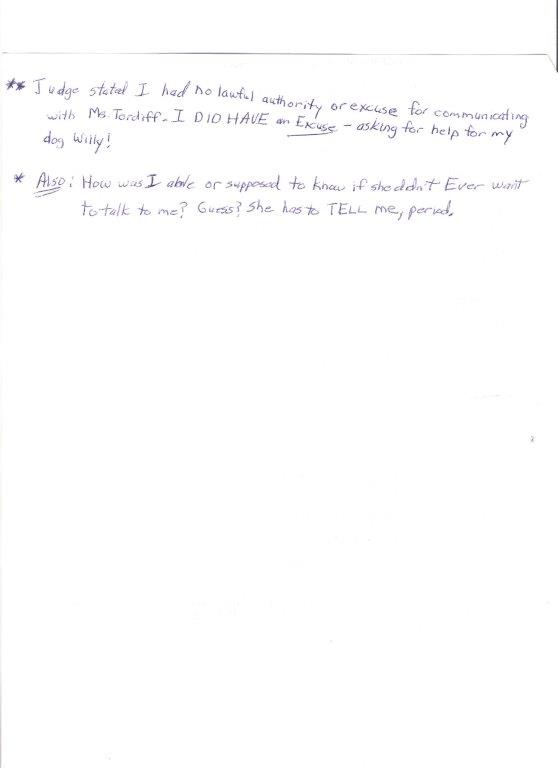 ** Judge stated I had no lawful authority or excuse for communicating
with Ms. Tordiff. I DID HAVE an Excuse - asking for help for my
dog Willy!
* Also: How was I able or supposed to know if she didn't Ever want
to talk to me? Guess? She has to TELL me, period.